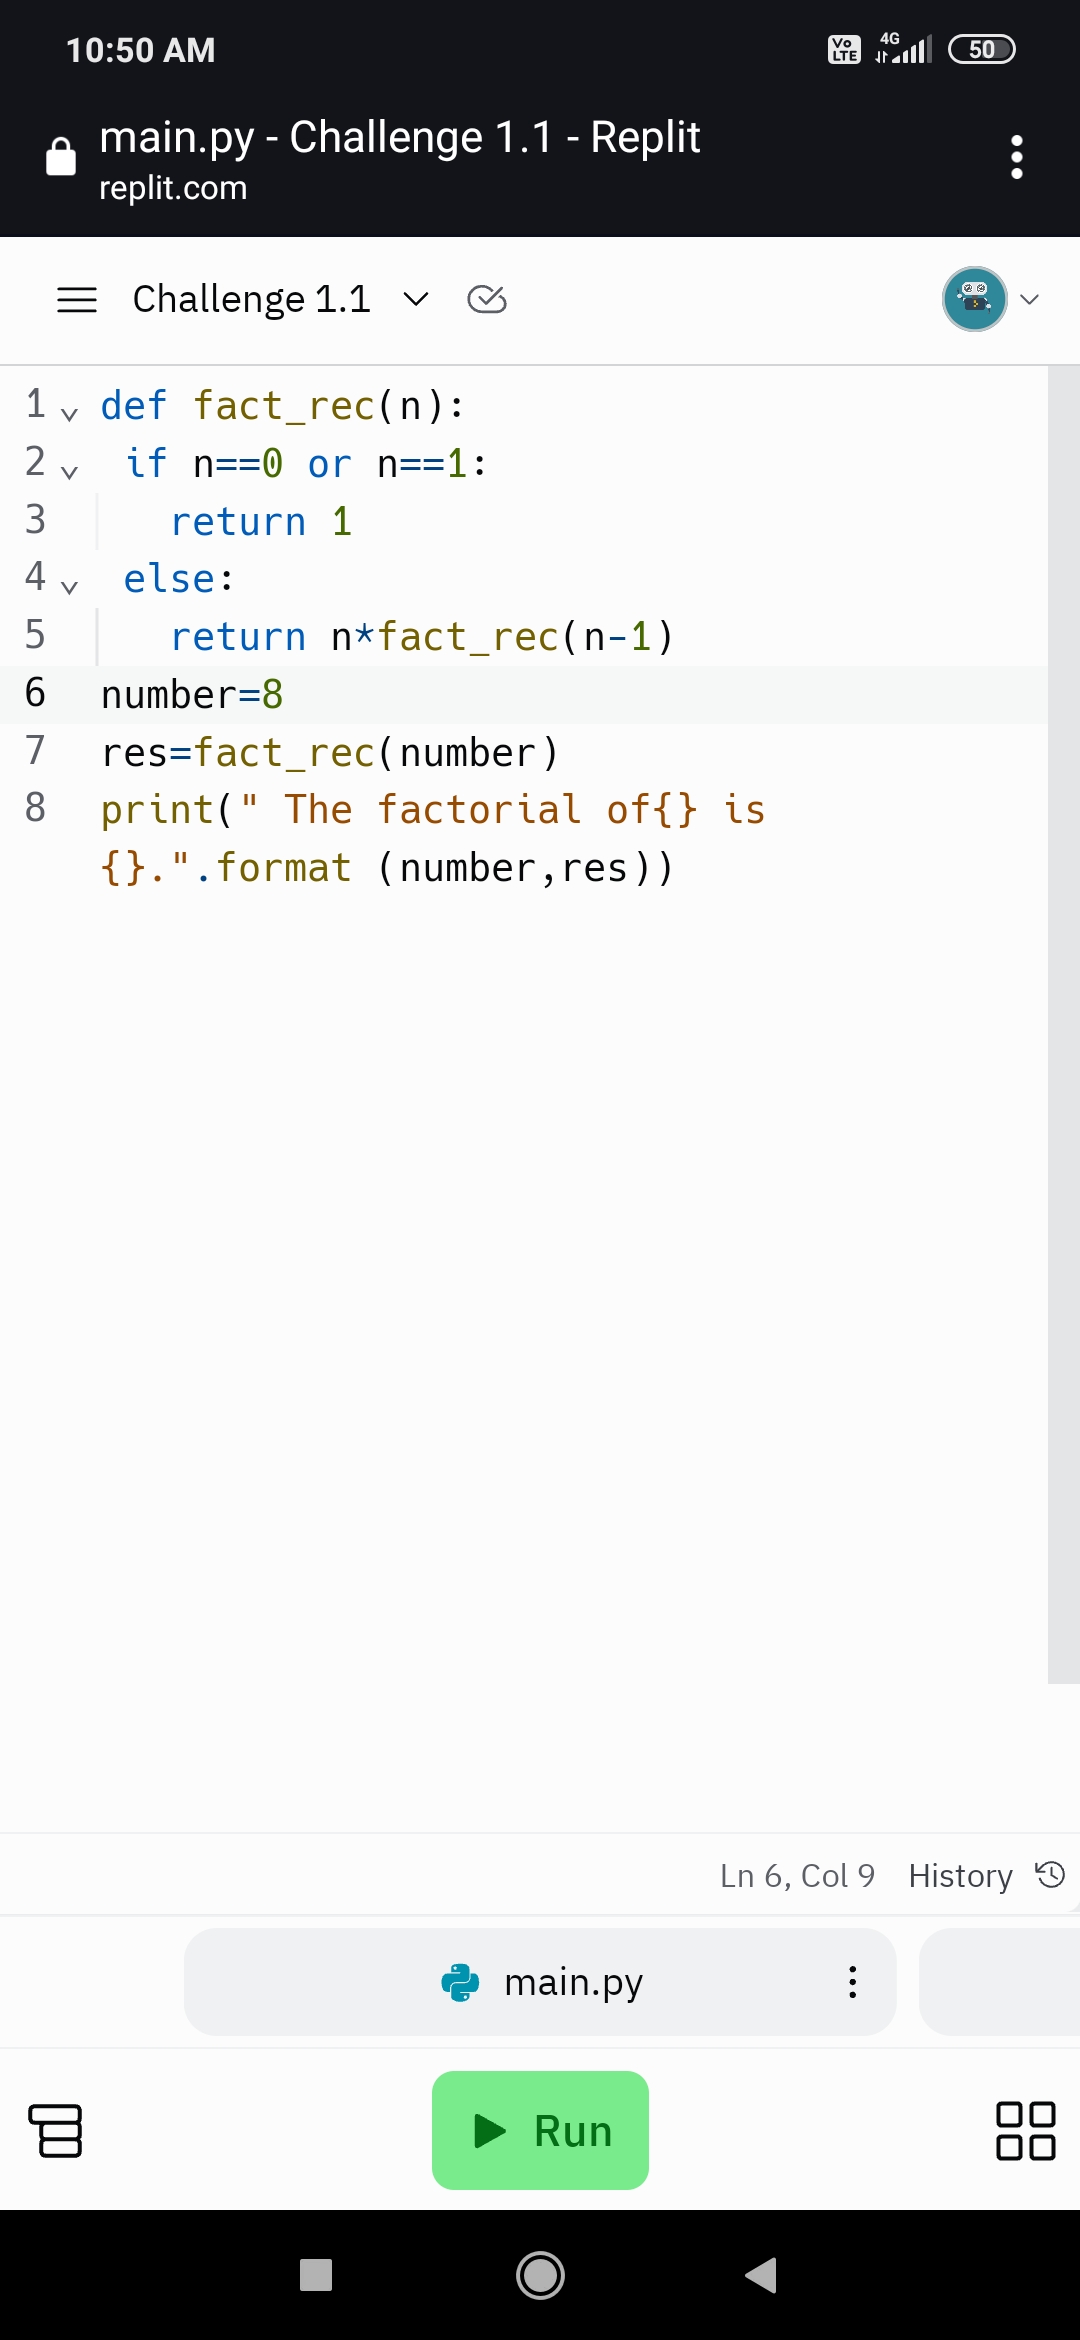 10:50 AM
Vo LTE 4G 50
main.py - Challenge 1.1 - Replit
replit.com
Challenge 1.1
1 def fact_rec(n):
2  if n==0 or n==1:
3    return 1
4  else:
5    return n*fact_rec(n-1)
6 number=8
7 res=fact_rec(number)
8 print(" The factorial of{} is
{}.".format (number,res))
Ln 6, Col 9 History
main.py
Run